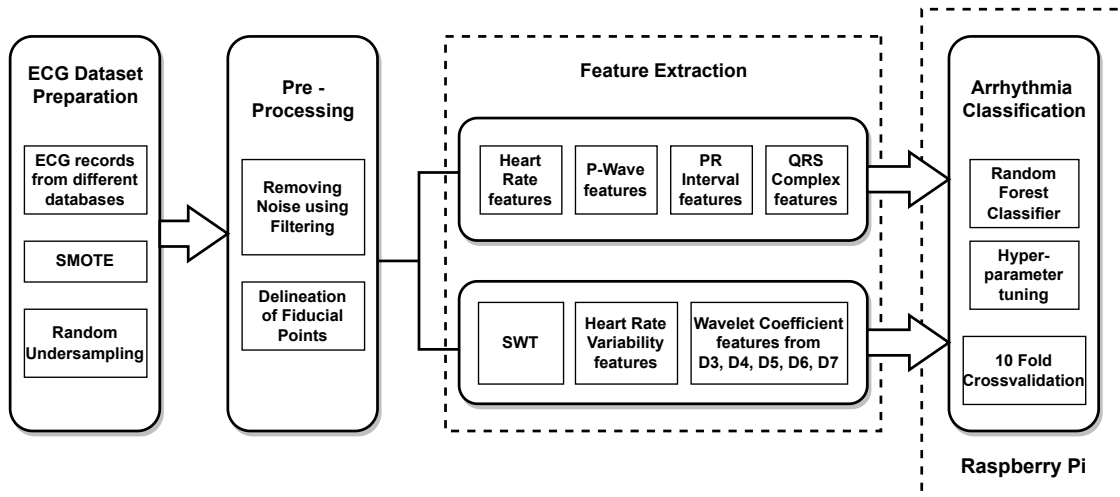 ECG Dataset
Preparation
ECG records
from different
databases
SMOTE
Random
Undersampling
Pre -
Processing
Removing
Noise using
Filtering
Delineation
of Fiducial
Points
Feature Extraction
Heart
Rate
features
P-Wave
features
PR
Interval
features
QRS
Complex
features
SWT
Heart Rate
Variability
features
Wavelet Coefficient
features from
D3, D4, D5, D6, D7
Arrhythmia
Classification
Random
Forest
Classifier
Hyper-
parameter
tuning
10 Fold
Crossvalidation
Raspberry Pi